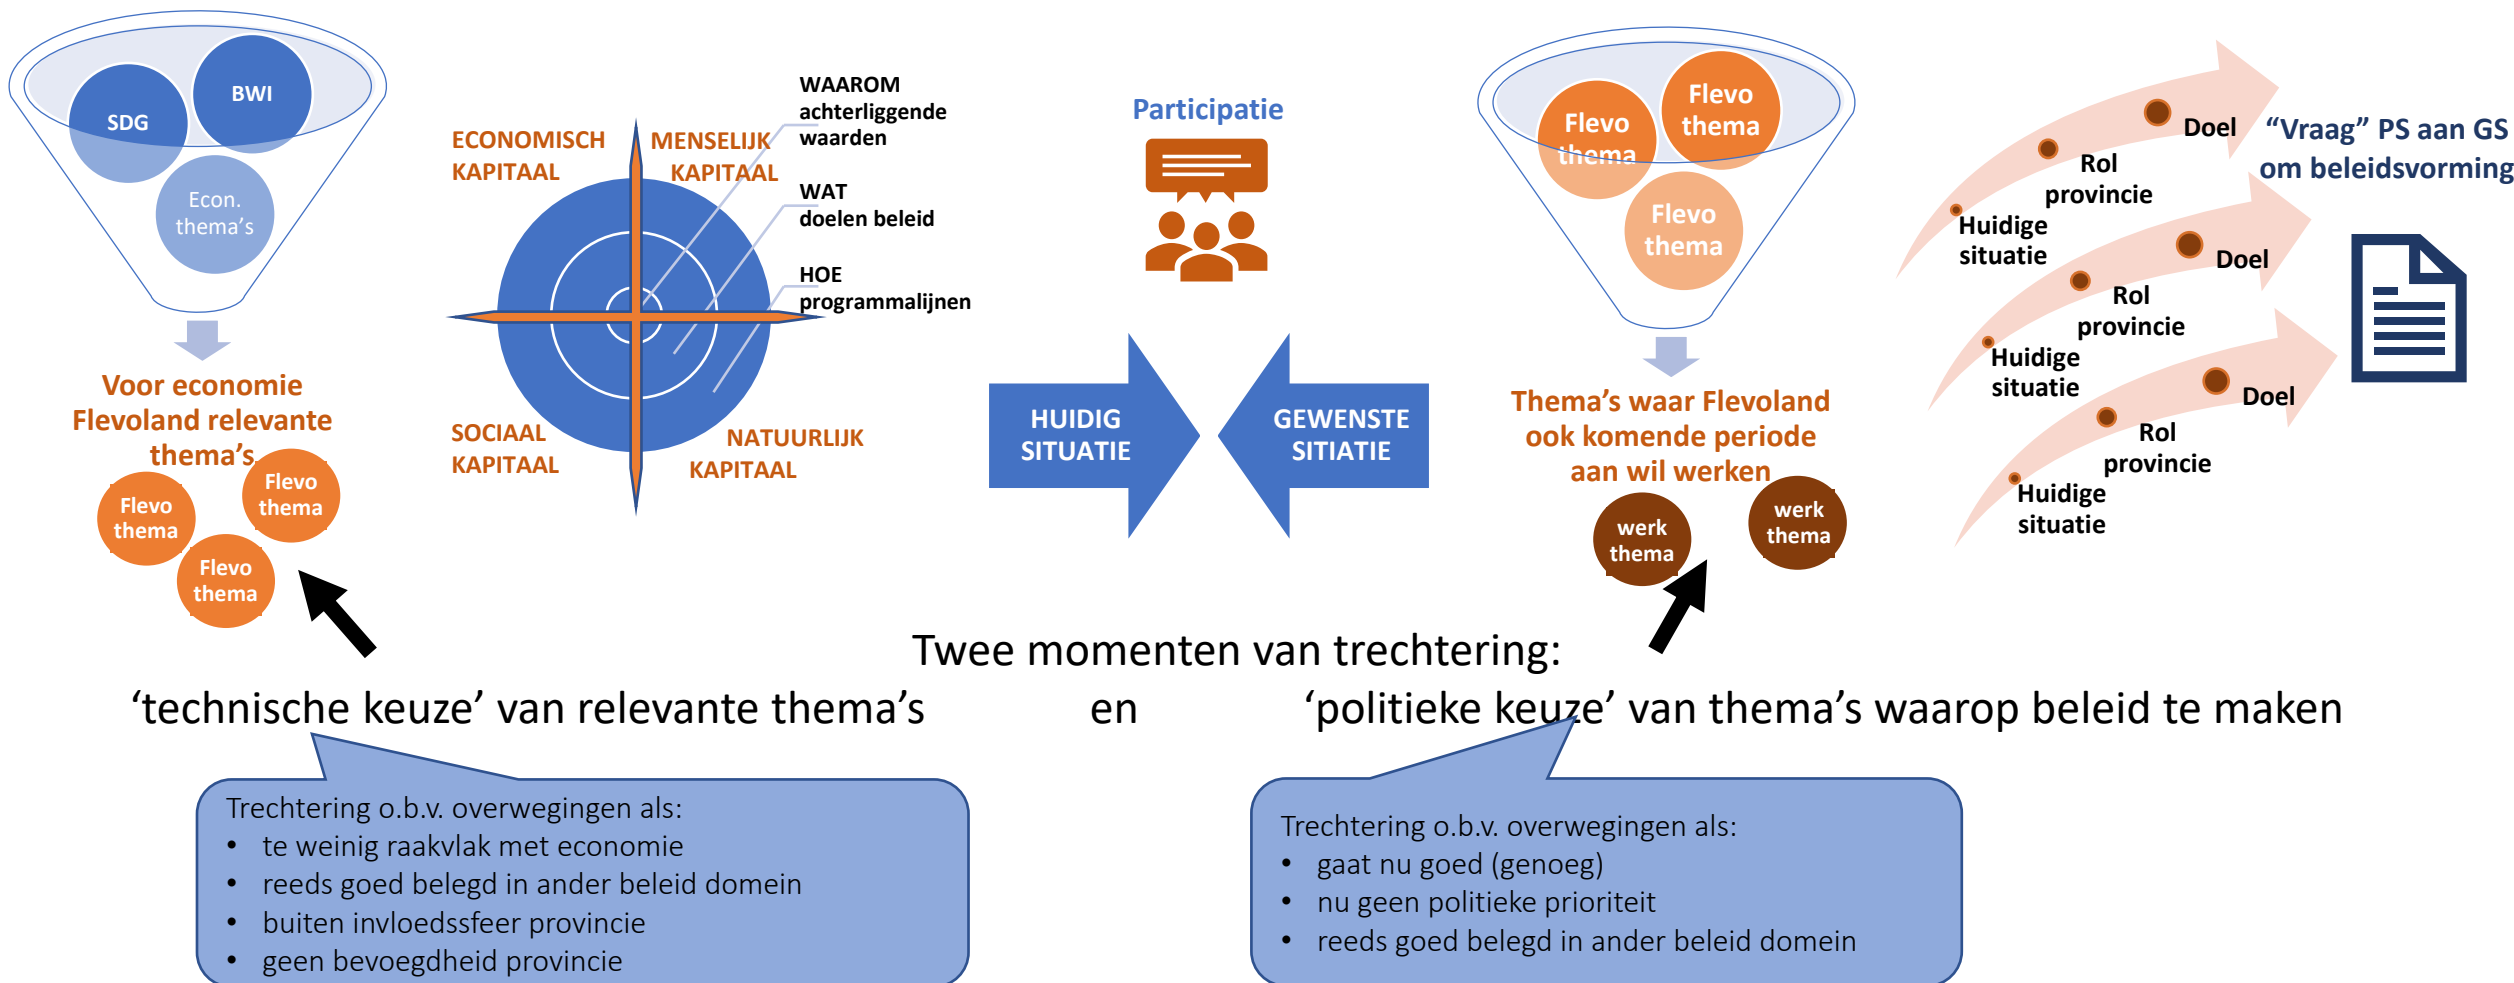 SDG
BWI
Econ.
thema's
Voor economie
Flevoland relevante
thema's
Flevo
thema
Flevo
thema
Flevo
thema
ECONOMISCH
KAPITAAL
MENSELIJK
KAPITAAL
SOCIAAL
KAPITAAL
NATUURLIJK
KAPITAAL
WAAROM
achterliggende
waarden
WAT
doelen beleid
HOE
programmalijnen
Participatie
HUIDIG
SITUATIE
GEWENSTE
SITIATIE
Flevo
thema
Flevo
thema
Flevo
thema
Thema's waar Flevoland
ook komende periode
aan wil werken
werk
thema
werk
thema
Huidige
situatie
Rol
provincie
Doel
Huidige
situatie
Rol
provincie
Doel
Huidige
situatie
Rol
provincie
Doel
“Vraag” PS aan GS
om beleidsvorming
Twee momenten van trechtering:
‘technische keuze’ van relevante thema’s en ‘politieke keuze’ van thema’s waarop beleid te maken
Trechtering o.b.v. overwegingen als:
• te weinig raakvlak met economie
• reeds goed belegd in ander beleid domein
• buiten invloedssfeer provincie
• geen bevoegdheid provincie
Trechtering o.b.v. overwegingen als:
• gaat nu goed (genoeg)
• nu geen politieke prioriteit
• reeds goed belegd in ander beleid domein